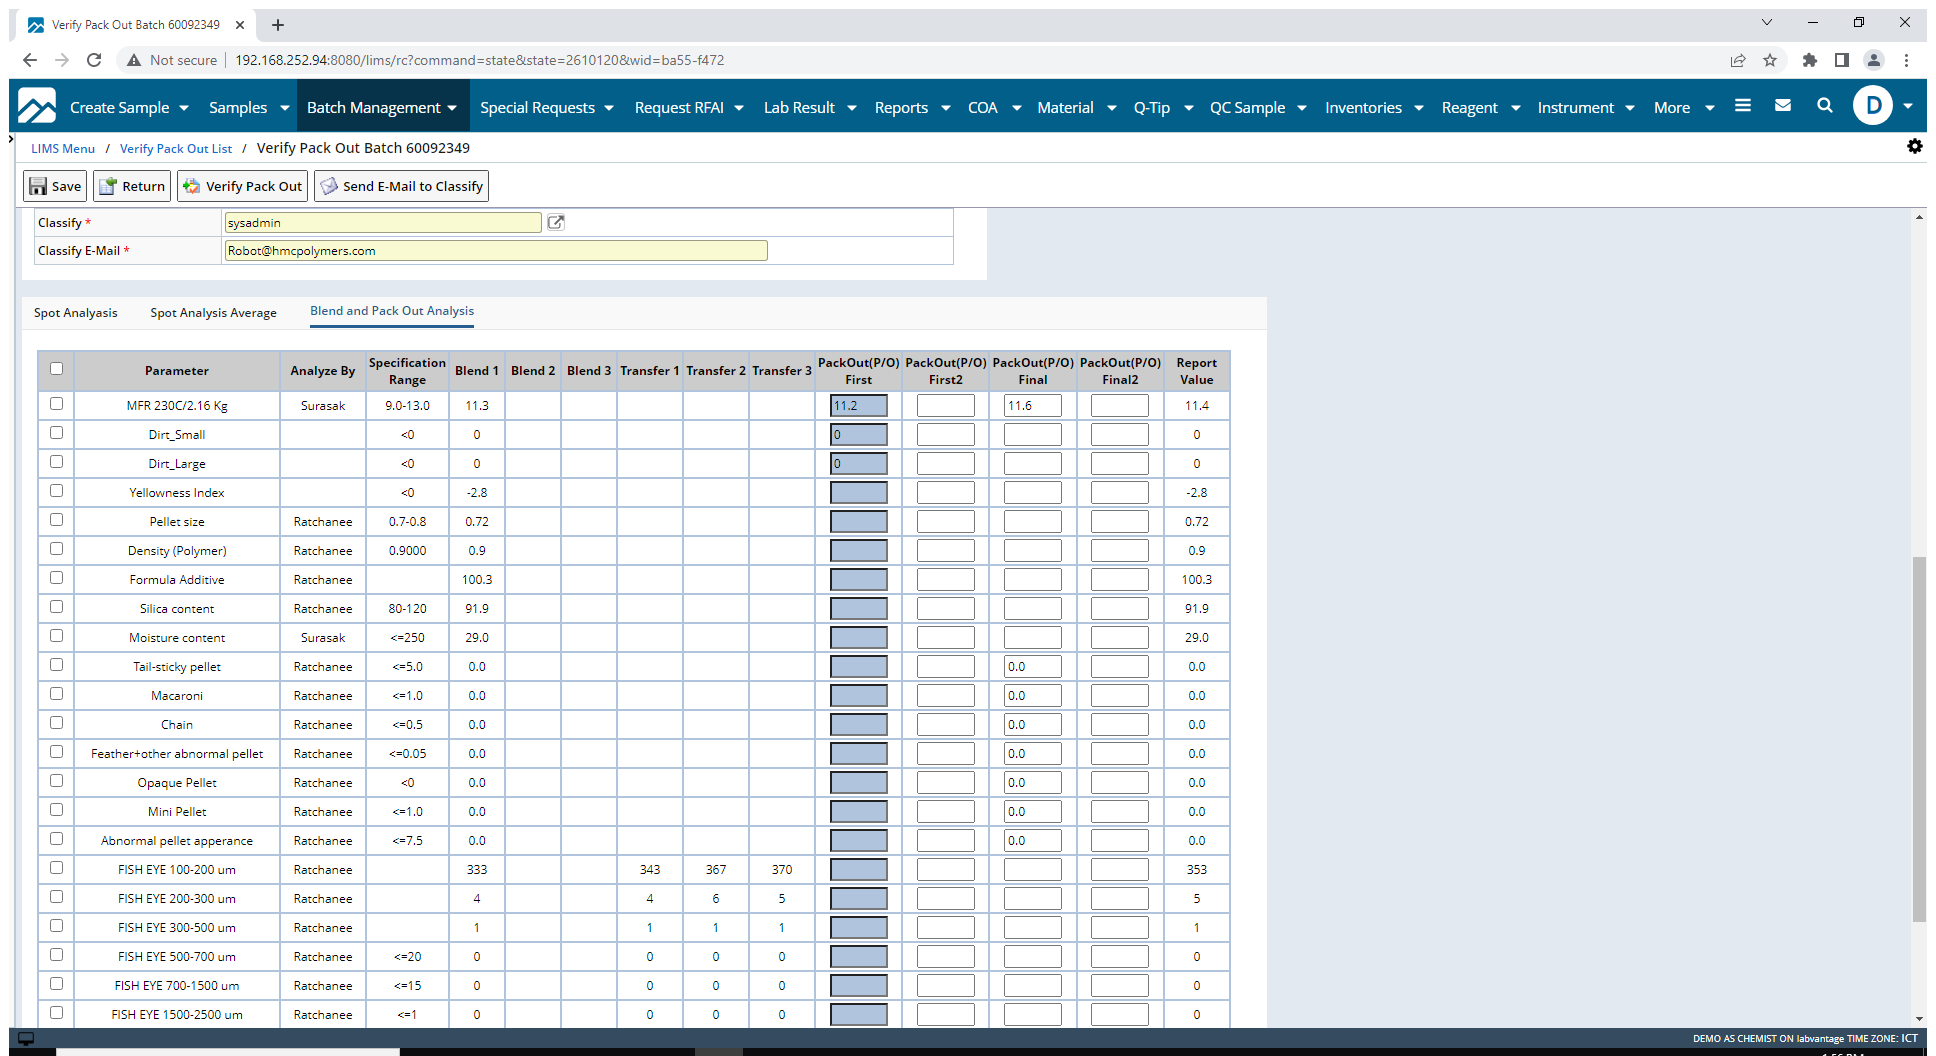 Verify Pack Out Batch 60092349
Not secure 192.168.252.94:8080/lims/rc?command=state&state=2610120&wid=ba55-f472
Create Sample Samples Batch Management Special Requests Request RFAI Lab Result Reports COA Material Q-Tip QC Sample Inventories Reagent Instrument More D
LIMS Menu / Verify Pack Out List / Verify Pack Out Batch 60092349
Save Return Verify Pack Out Send E-Mail to Classify
Classify * sysadmin
Classify E-Mail * Robot@hmcpolymers.com
Spot Analyasis Spot Analysis Average Blend and Pack Out Analysis
Parameter Analyze By Specification Range Blend 1 Blend 2 Blend 3 Transfer 1 Transfer 2 Transfer 3 PackOut(P/O) First PackOut(P/O) First2 PackOut(P/O) Final PackOut(P/O) Final2 Report Value
MFR 230C/2.16 Kg Surasak 9.0-13.0 11.3 11.2 11.6 11.4
Dirt_Small <0 0 0 0
Dirt_Large <0 0 0 0
Yellowness Index <0 -2.8 -2.8
Pellet size Ratchanee 0.7-0.8 0.72 0.72
Density (Polymer) Ratchanee 0.9000 0.9 0.9
Formula Additive Ratchanee 100.3 100.3
Silica content Ratchanee 80-120 91.9 91.9
Moisture content Surasak <=250 29.0 29.0
Tail-sticky pellet Ratchanee <=5.0 0.0 0.0 0.0
Macaroni Ratchanee <=1.0 0.0 0.0 0.0
Chain Ratchanee <=0.5 0.0 0.0 0.0
Feather+other abnormal pellet Ratchanee <=0.05 0.0 0.0 0.0
Opaque Pellet Ratchanee <0 0.0 0.0 0.0
Mini Pellet Ratchanee <=1.0 0.0 0.0 0.0
Abnormal pellet apperance Ratchanee <=7.5 0.0 0.0 0.0
FISH EYE 100-200 um Ratchanee 333 343 367 370 353
FISH EYE 200-300 um Ratchanee 4 4 6 5 5
FISH EYE 300-500 um Ratchanee 1 1 1 1 1
FISH EYE 500-700 um Ratchanee <=20 0 0 0 0 0
FISH EYE 700-1500 um Ratchanee <=15 0 0 0 0 0
FISH EYE 1500-2500 um Ratchanee <=1 0 0 0 0 0
DEMO AS CHEMIST ON labvantage TIME ZONE: ICT